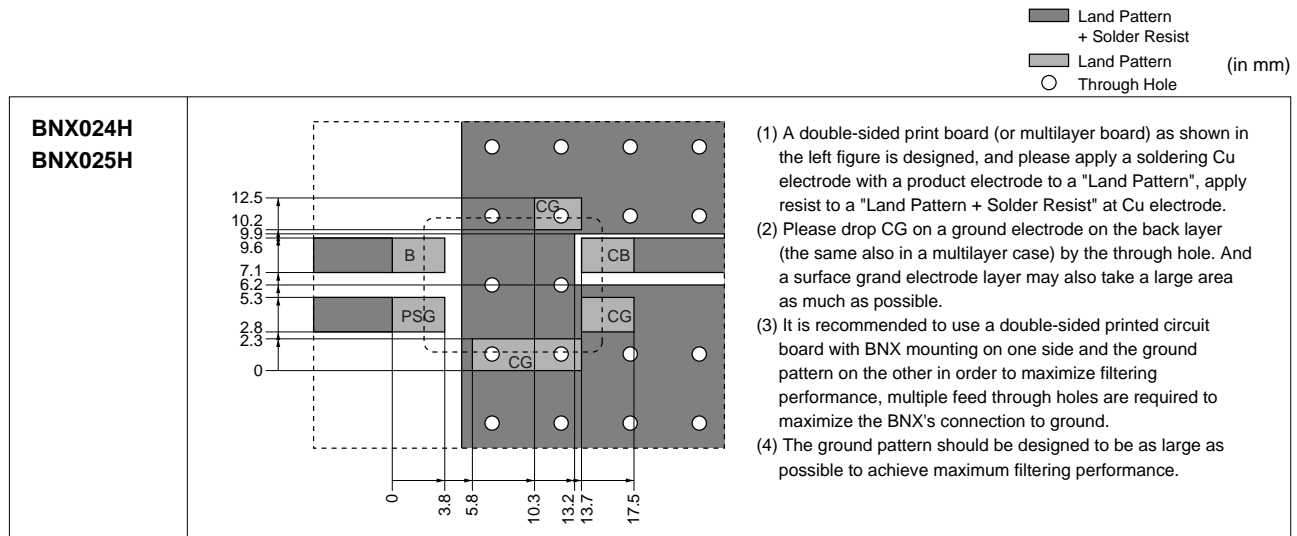 Land Pattern
+ Solder Resist
Land Pattern
Through Hole
(in mm)
BNX024H
BNX025H
12.5
10.2
9.9
9.6
7.1
6.2
5.3
2.8
2.3
0
CG
B
CB
PSG
CG
CG
0
3.8
5.8
10.3
13.2
13.7
17.5
(1) A double-sided print board (or multilayer board) as shown in
the left figure is designed, and please apply a soldering Cu
electrode with a product electrode to a "Land Pattern", apply
resist to a "Land Pattern + Solder Resist" at Cu electrode.
(2) Please drop CG on a ground electrode on the back layer
(the same also in a multilayer case) by the through hole. And
a surface grand electrode layer may also take a large area
as much as possible.
(3) It is recommended to use a double-sided printed circuit
board with BNX mounting on one side and the ground
pattern on the other in order to maximize filtering
performance, multiple feed through holes are required to
maximize the BNX's connection to ground.
(4) The ground pattern should be designed to be as large as
possible to achieve maximum filtering performance.